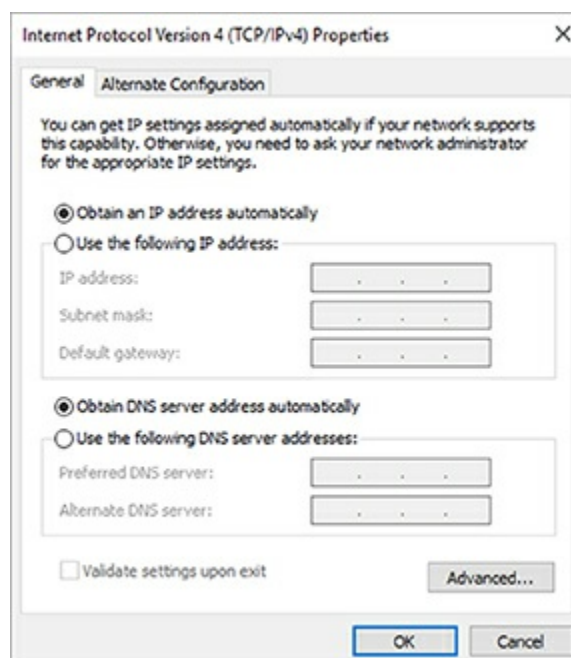 Internet Protocol Version 4 (TCP/IPv4) Properties
General
Alternate Configuration
You can get IP settings assigned automatically if your network supports
this capability. Otherwise, you need to ask your network administrator
for the appropriate IP settings.
Obtain an IP address automatically
Use the following IP address:
IP address:
Subnet mask:
Default gateway:
Obtain DNS server address automatically
Use the following DNS server addresses:
Preferred DNS server:
Alternate DNS server:
Validate settings upon exit
Advanced...
OK
Cancel